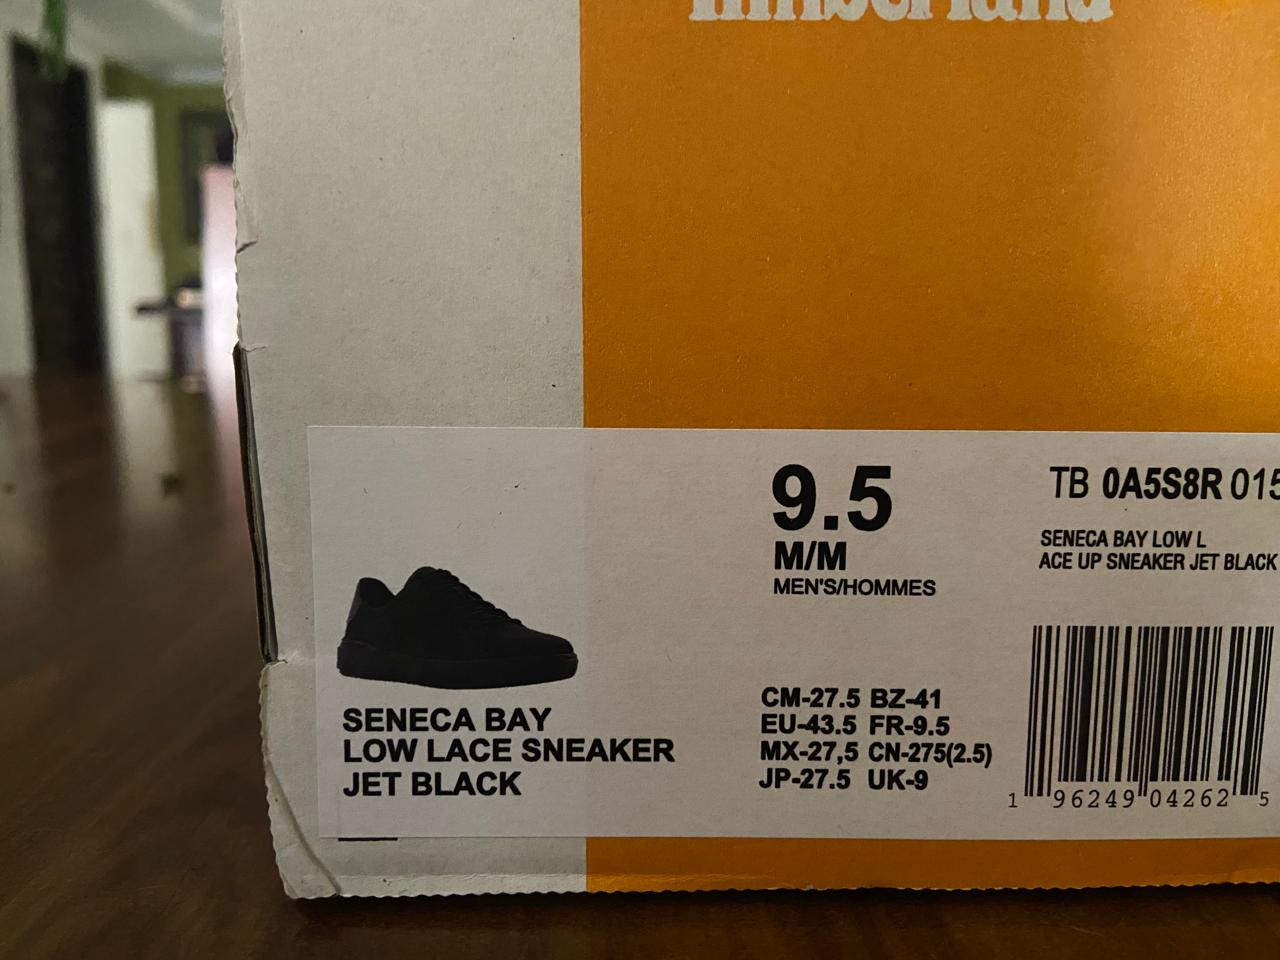 Timberland
9.5
M/M
MEN'S/HOMMES
TB 0A5S8R 015
SENECA BAY LOW L
ACE UP SNEAKER JET BLACK
SENECA BAY
LOW LACE SNEAKER
JET BLACK
CM-27.5 BZ-41
EU-43.5 FR-9.5
MX-27,5 CN-275(2.5)
JP-27.5 UK-9
1 96249 04262 5